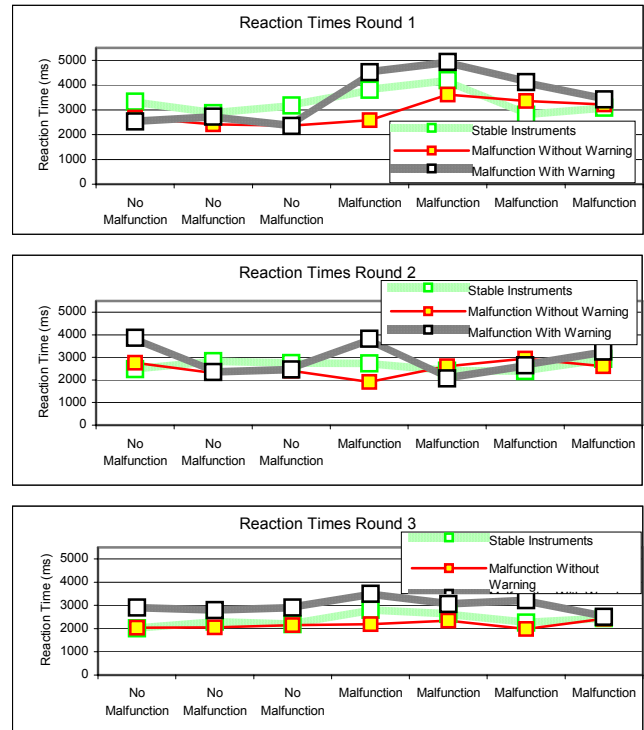 Reaction Times Round 1
Reaction Time (ms)
5000
4000
3000
2000
1000
0
Stable Instruments
Malfunction Without Warning
Malfunction With Warning
No Malfunction
No Malfunction
No Malfunction
Malfunction
Malfunction
Malfunction
Malfunction
Reaction Times Round 2
Reaction Time (ms)
5000
4000
3000
2000
1000
0
Stable Instruments
Malfunction Without Warning
Malfunction With Warning
No Malfunction
No Malfunction
No Malfunction
Malfunction
Malfunction
Malfunction
Malfunction
Reaction Times Round 3
Reaction Time (ms)
5000
4000
3000
2000
1000
0
Stable Instruments
Malfunction Without
Warning
No Malfunction
No Malfunction
No Malfunction
Malfunction
Malfunction
Malfunction
Malfunction